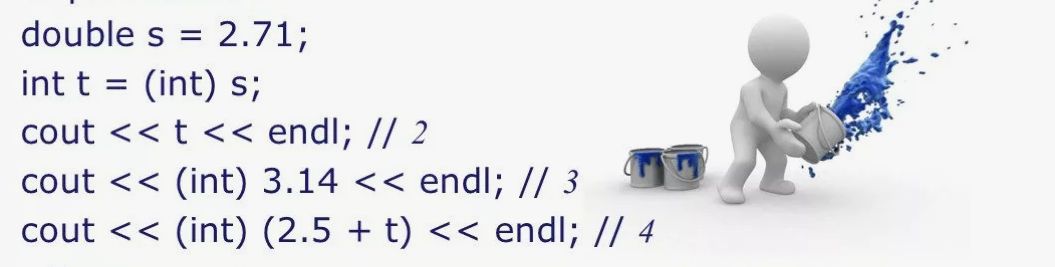 double s = 2.71;
int t = (int) s;
cout << t << endl; // 2
cout << (int) 3.14 << endl; // 3
cout << (int) (2.5 + t) << endl; // 4